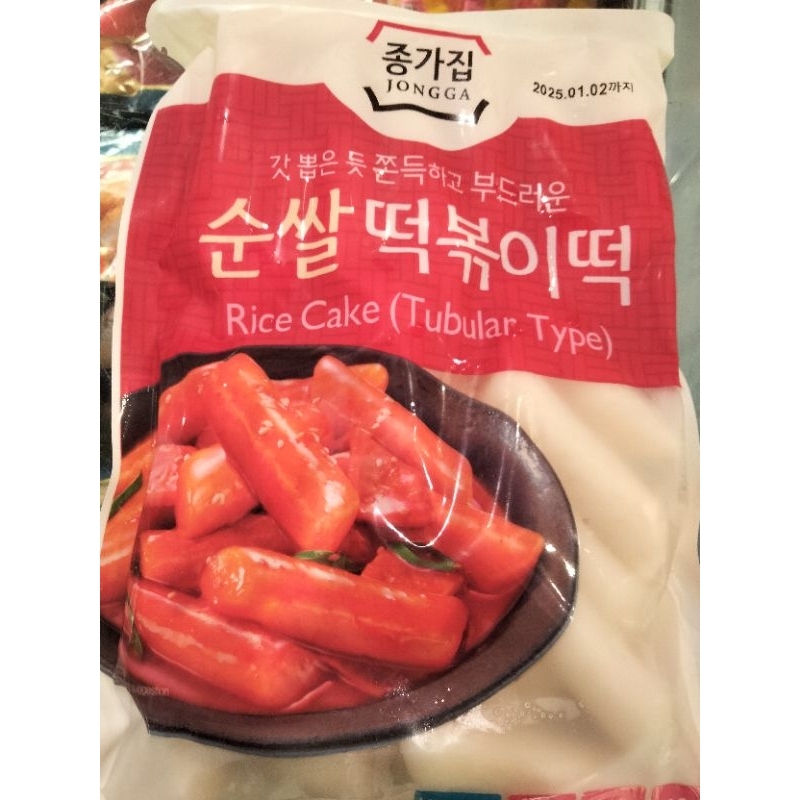 종가집
JONGGA
2025.01.02까지
갓 뽑은 듯 쫀득하고 부드러운
순쌀 떡볶이떡
Rice Cake (Tubular Type)